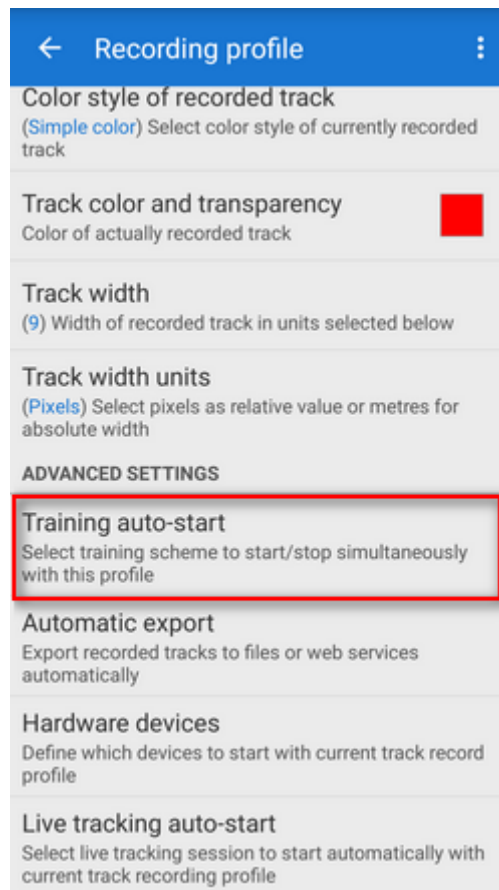 Recording profile
Color style of recorded track
(Simple color) Select color style of currently recorded
track
Track color and transparency
Color of actually recorded track
Track width
(9) Width of recorded track in units selected below
Track width units
(Pixels) Select pixels as relative value or metres for
absolute width
ADVANCED SETTINGS
Training auto-start
Select training scheme to start/stop simultaneously
with this profile
Automatic export
Export recorded tracks to files or web services
automatically
Hardware devices
Define which devices to start with current track record
profile
Live tracking auto-start
Select live tracking session to start automatically with
current track recording profile